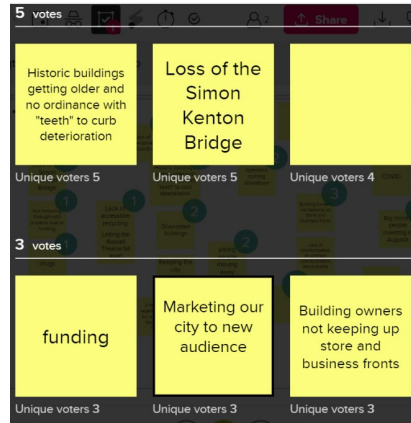 5 votes
2
Share
Historic buildings
getting older and
no ordinance with
"teeth" to curb
deterioration
Loss of the
Simon
Kenton
Bridge
Unique voters 5
Unique voters 5
Unique voters 4
3 votes
funding
Marketing our
city to new
audience
Building owners
not keeping up
store and
business fronts
Unique voters 3
Unique voters 3
Unique voters 3